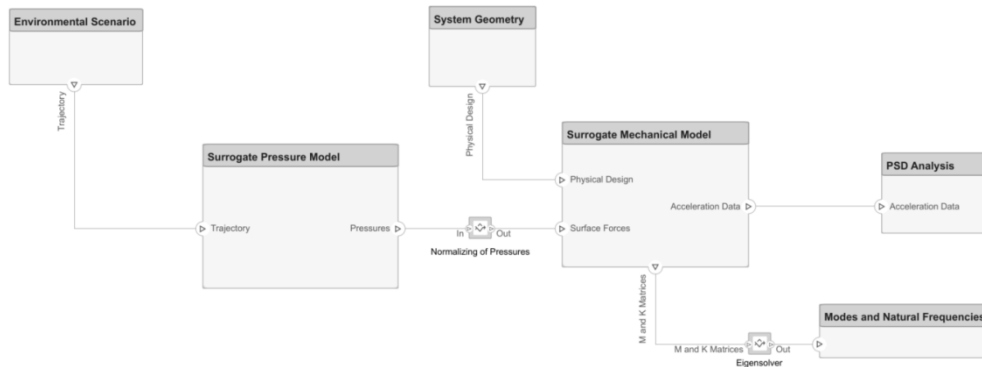 Environmental Scenario
System Geometry
Trajectory
Physical Design
Surrogate Pressure Model
Surrogate Mechanical Model
PSD Analysis
Physical Design
Acceleration Data
Acceleration Data
Trajectory
Pressures
In
Out
Surface Forces
Normalizing of Pressures
M and K Matrices
Modes and Natural Frequencies
M and K Matrices
Out
Eigensolver